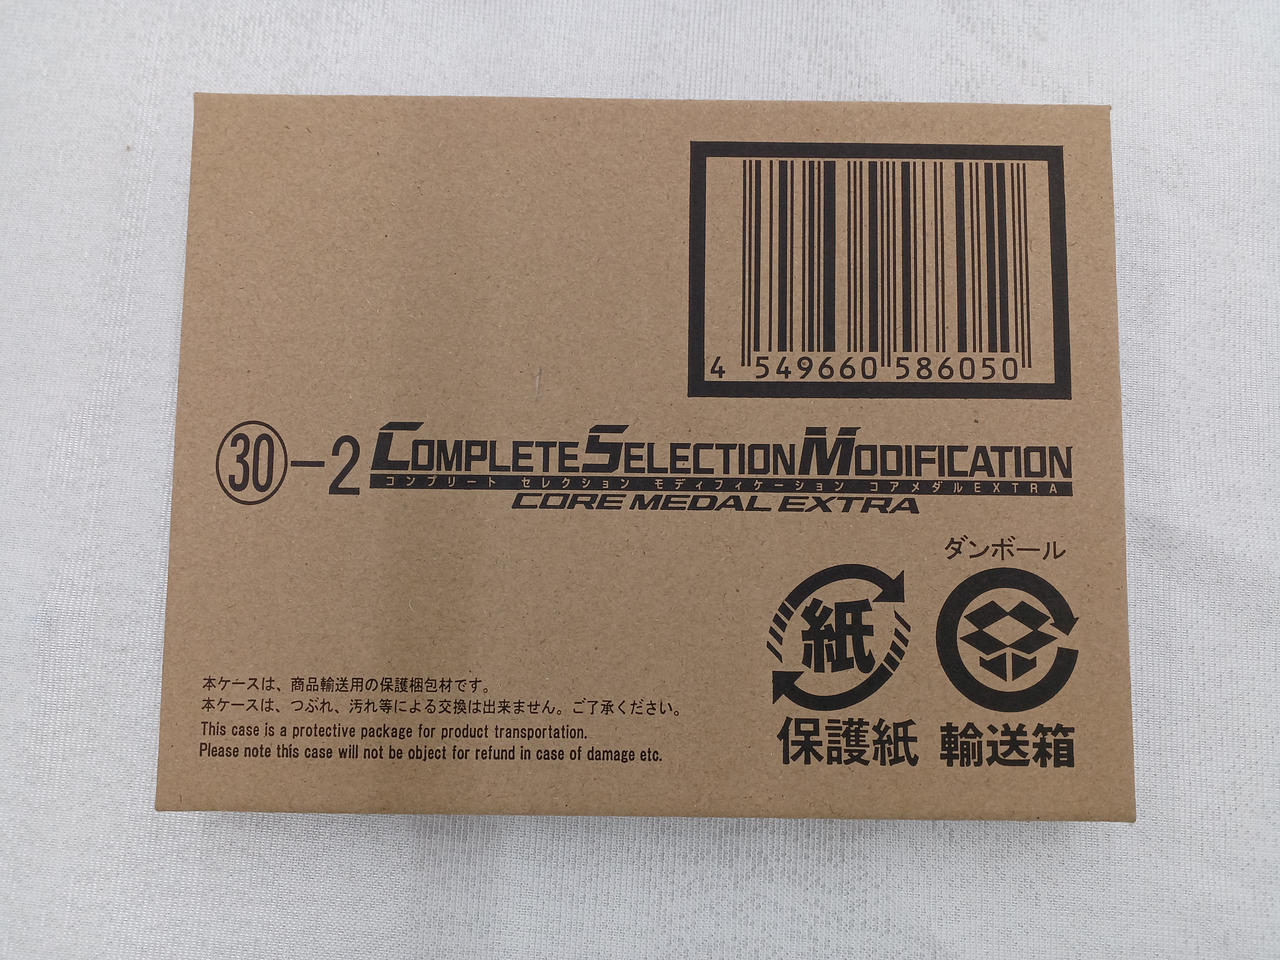 4 549660 586050
30-2 COMPLETE SELECTION MODIFICATION
コンプリート セレクション モディフィケーション コアメダルEXTRA
CORE MEDAL EXTRA
ダンボール
紙
保護紙 輸送箱
本ケースは、商品輸送用の保護梱包材です。
本ケースは、つぶれ、汚れ等による交換は出来ません。ご了承ください。
This case is a protective package for product transportation.
Please note this case will not be object for refund in case of damage etc.